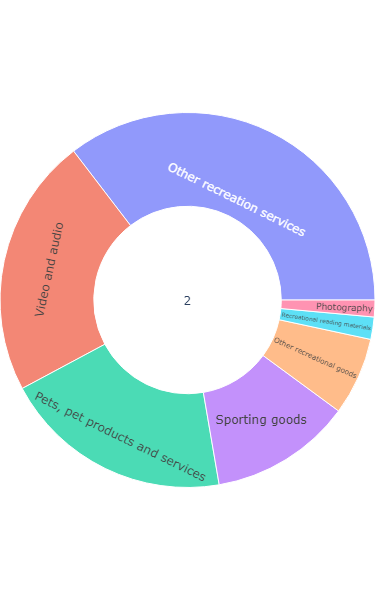 Other recreation services
Video and audio
2
Photography
Recreational reading materials
Other recreational goods
Sporting goods
Pets, pet products and services